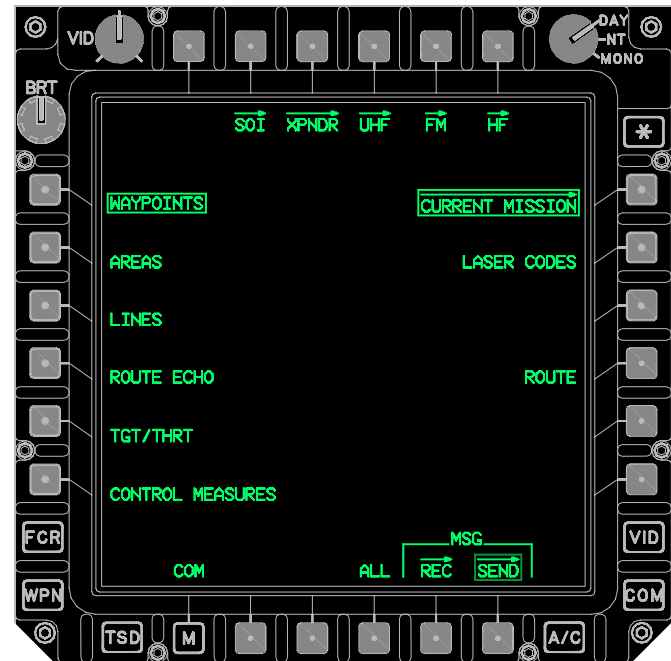 VID
DAY
NT
MONO
BRT
SOI XPNDR UHF FM HF
*
WAYPOINTS CURRENT MISSION
AREAS LASER CODES
LINES
ROUTE ECHO ROUTE
TGT/THRT
CONTROL MEASURES
FCR MSG VID
COM ALL REC SEND
WPN COM
TSD M A/C